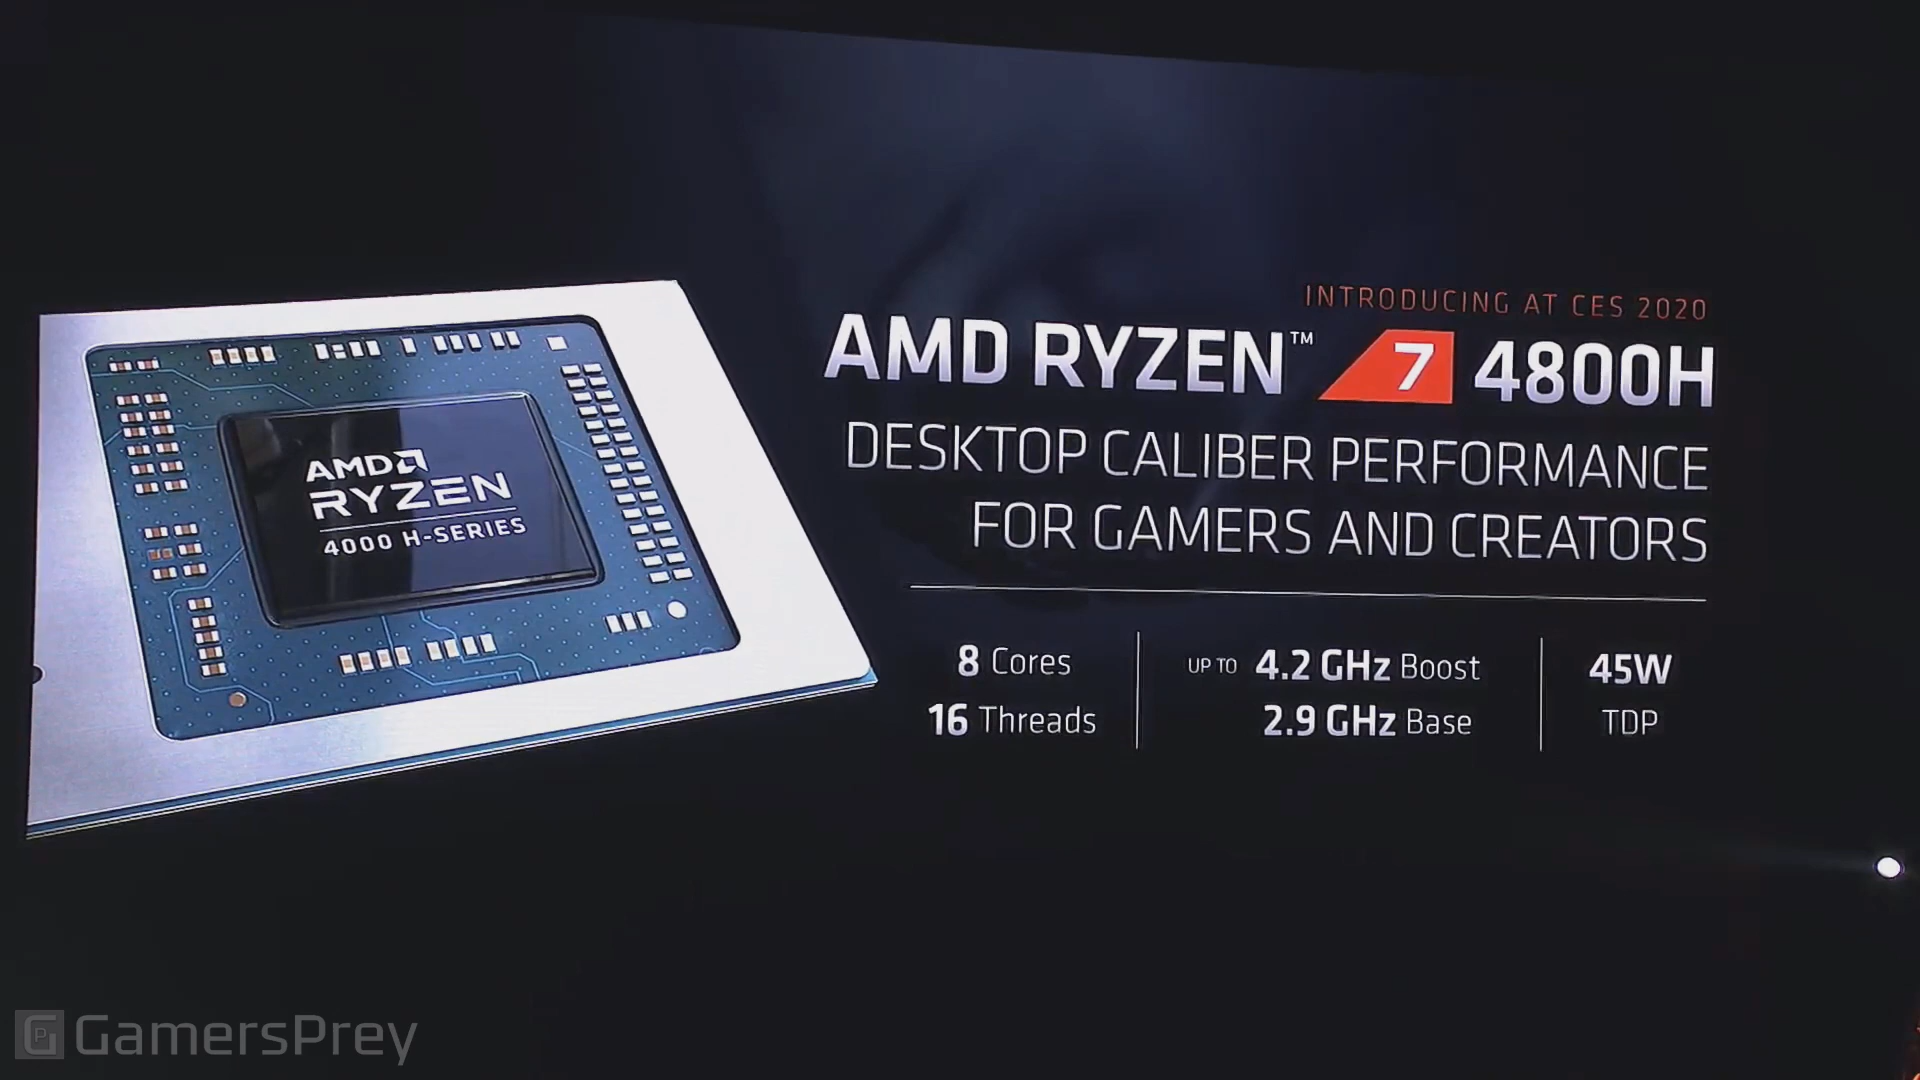 INTRODUCING AT CES 2020
AMD RYZEN™ 7 4800H
DESKTOP CALIBER PERFORMANCE
FOR GAMERS AND CREATORS
8 Cores
16 Threads
UP TO 4.2 GHz Boost
2.9 GHz Base
45W
TDP
AMD
RYZEN
4000 H-SERIES
GamersPrey